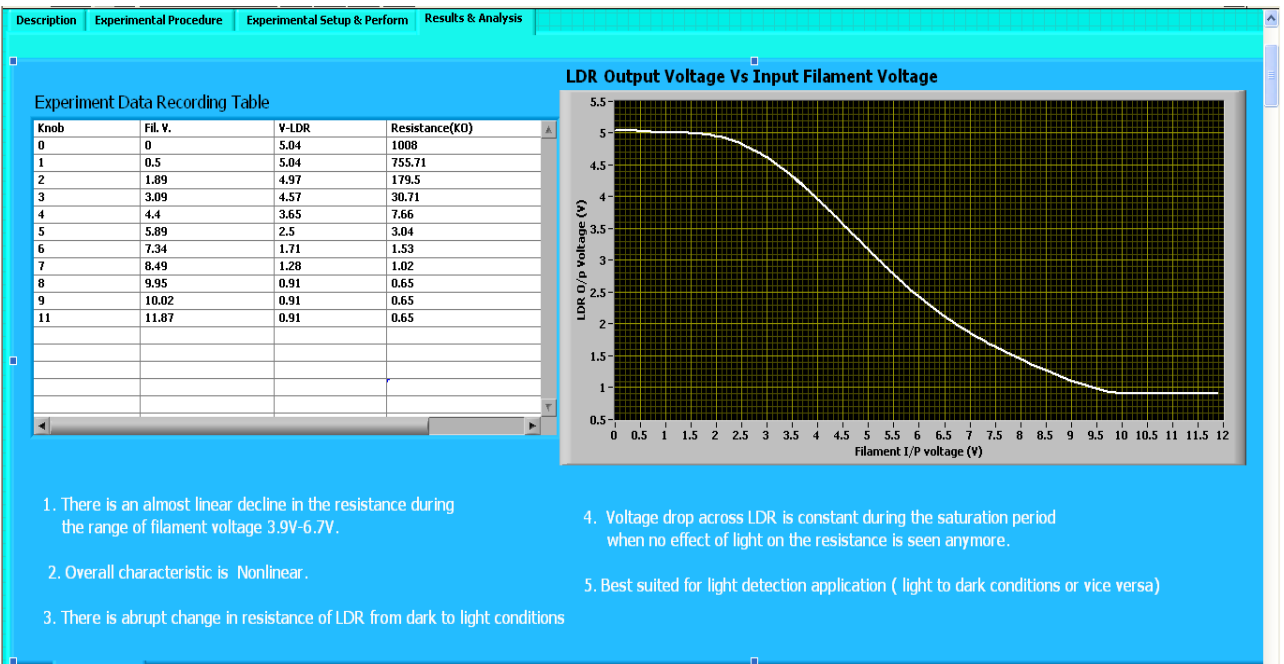 Description Experimental Procedure Experimental Setup & Perform Results & Analysis
Experiment Data Recording Table
Knob Fil. V. V-LDR Resistance(KO)
0 0 5.04 1008
1 0.5 5.04 755.71
2 1.89 4.97 179.5
3 3.09 4.57 30.71
4 4.4 3.65 7.66
5 5.89 2.5 3.04
6 7.34 1.71 1.53
7 8.49 1.28 1.02
8 9.95 0.91 0.65
9 10.02 0.91 0.65
11 11.87 0.91 0.65
LDR Output Voltage Vs Input Filament Voltage
LDR O/p Voltage (V)
5.5
5
4.5
4
3.5
3
2.5
2
1.5
1
0.5
0 0.5 1 1.5 2 2.5 3 3.5 4 4.5 5 5.5 6 6.5 7 7.5 8 8.5 9 9.5 10 10.5 11 11.5 12
Filament I/P voltage (V)
1. There is an almost linear decline in the resistance during
the range of filament voltage 3.9V-6.7V.
2. Overall characteristic is Nonlinear.
3. There is abrupt change in resistance of LDR from dark to light conditions
4. Voltage drop across LDR is constant during the saturation period
when no effect of light on the resistance is seen anymore.
5. Best suited for light detection application ( light to dark conditions or vice versa)